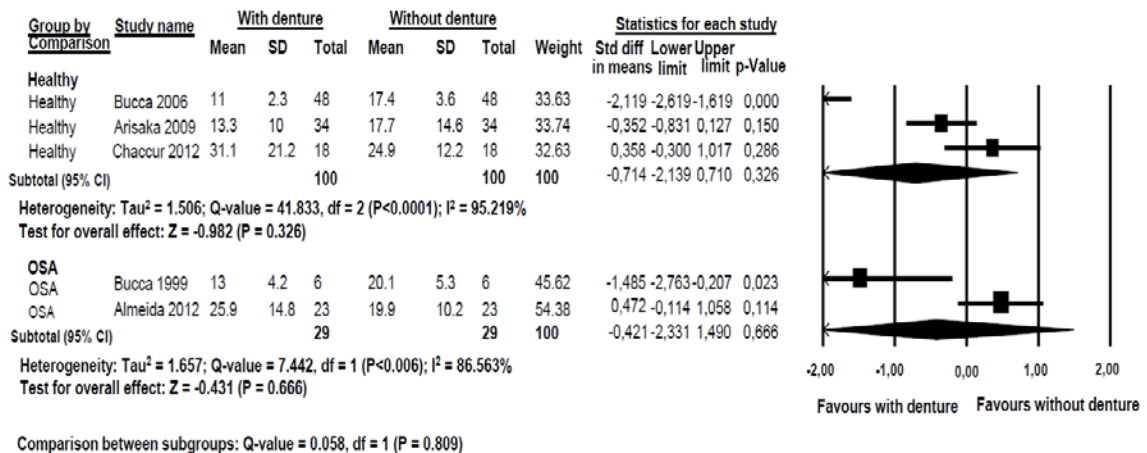 Group by Comparison Study name With denture Without denture Statistics for each study
Mean SD Total Mean SD Total Weight Std diff in means Lower limit Upper limit p-Value
Healthy
Healthy Bucca 2006 11 2.3 48 17.4 3.6 48 33.63 -2,119 -2,619 -1,619 0,000
Healthy Arisaka 2009 13.3 10 34 17.7 14.6 34 33.74 -0,352 -0,831 0,127 0,150
Healthy Chaccur 2012 31.1 21.2 18 24.9 12.2 18 32.63 0,358 -0,300 1,017 0,286
Subtotal (95% CI) 100 100 100 -0,714 -2,139 0,710 0,326
Heterogeneity: Tau² = 1.506; Q-value = 41.833, df = 2 (P<0.0001); I² = 95.219%
Test for overall effect: Z = -0.982 (P = 0.326)
OSA
OSA Bucca 1999 13 4.2 6 20.1 5.3 6 45.62 -1,485 -2,763 -0,207 0,023
OSA Almeida 2012 25.9 14.8 23 19.9 10.2 23 54.38 0,472 -0,114 1,058 0,114
Subtotal (95% CI) 29 29 100 -0,421 -2,331 1,490 0,666
Heterogeneity: Tau² = 1.657; Q-value = 7.442, df = 1 (P<0.006); I² = 86.563%
Test for overall effect: Z = -0.431 (P = 0.666)
-2,00 -1,00 0,00 1,00 2,00
Favours with denture Favours without denture
Comparison between subgroups: Q-value = 0.058, df = 1 (P = 0.809)